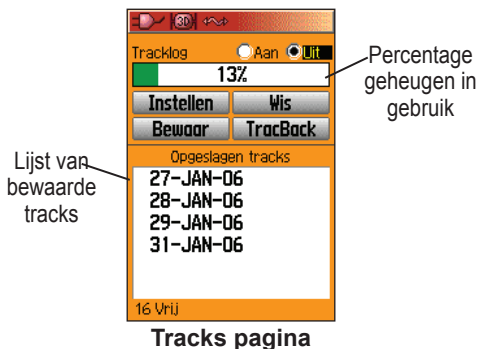 3D
Tracklog Aan Uit
13%
Instellen Wis
Bewaar TracBack
Opgeslagen tracks
27-JAN-06
28-JAN-06
29-JAN-06
31-JAN-06
16 Vrij
Percentage
geheugen in
gebruik
Lijst van
bewaarde
tracks
Tracks pagina